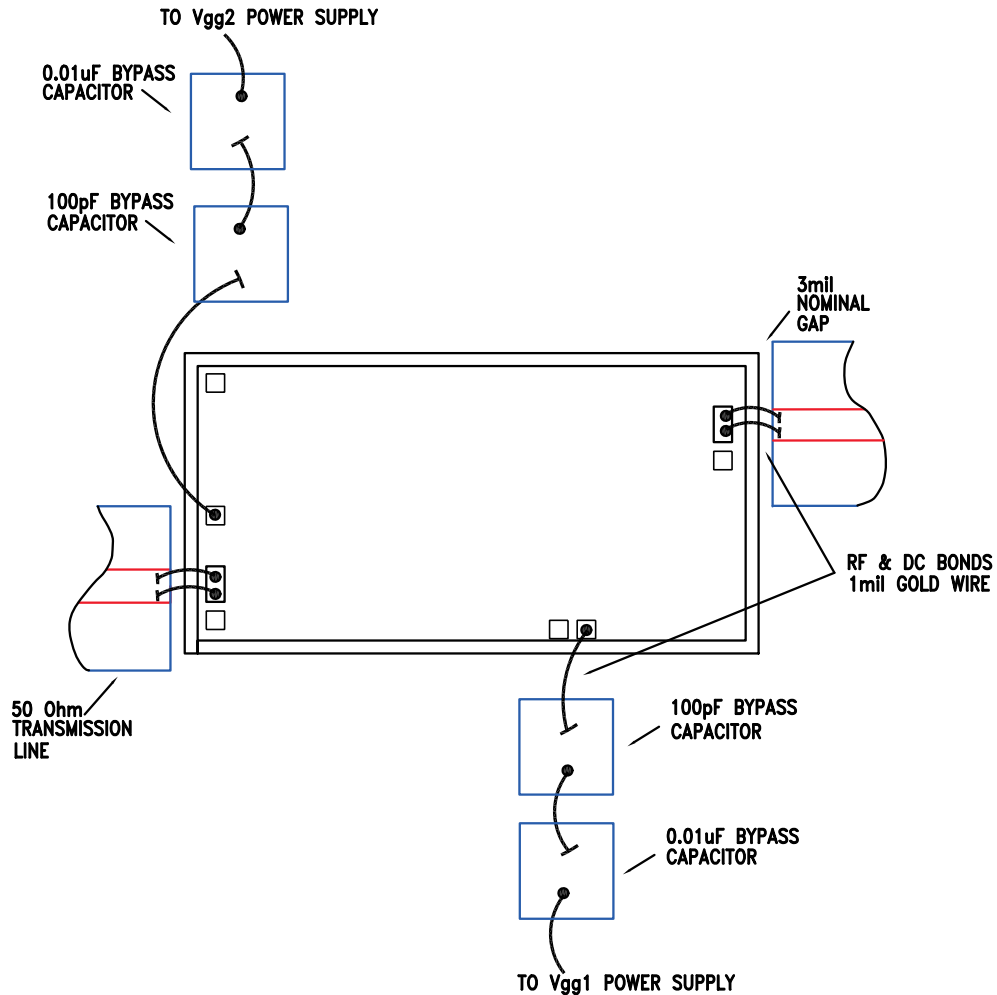 TO Vgg2 POWER SUPPLY
0.01uF BYPASS
CAPACITOR
100pF BYPASS
CAPACITOR
3mil
NOMINAL
GAP
RF & DC BONDS
1mil GOLD WIRE
50 Ohm
TRANSMISSION
LINE
100pF BYPASS
CAPACITOR
0.01uF BYPASS
CAPACITOR
TO Vgg1 POWER SUPPLY